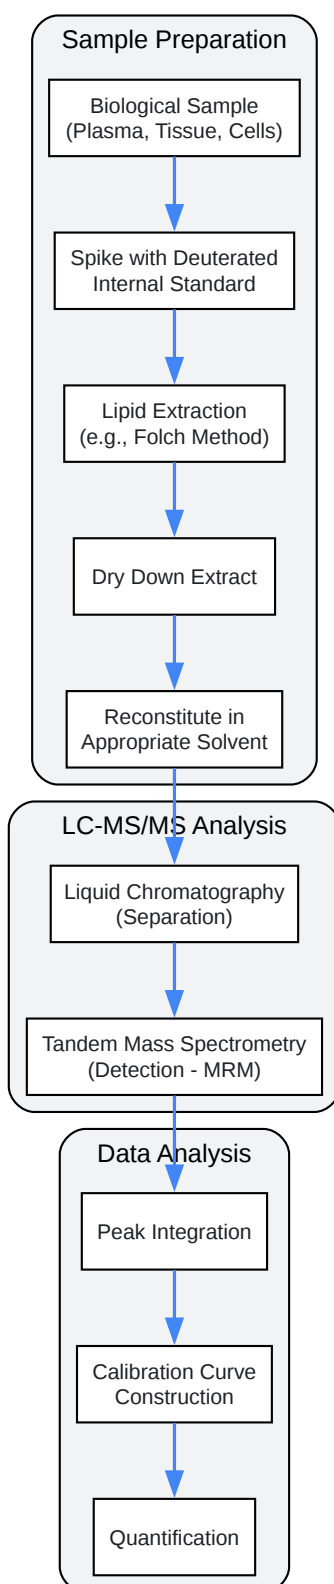 Sample Preparation
Biological Sample
(Plasma, Tissue, Cells)
Spike with Deuterated
Internal Standard
Lipid Extraction
(e.g., Folch Method)
Dry Down Extract
Reconstitute in
Appropriate Solvent
LC-MS/MS Analysis
Liquid Chromatography
(Separation)
Tandem Mass Spectrometry
(Detection - MRM)
Data Analysis
Peak Integration
Calibration Curve
Construction
Quantification